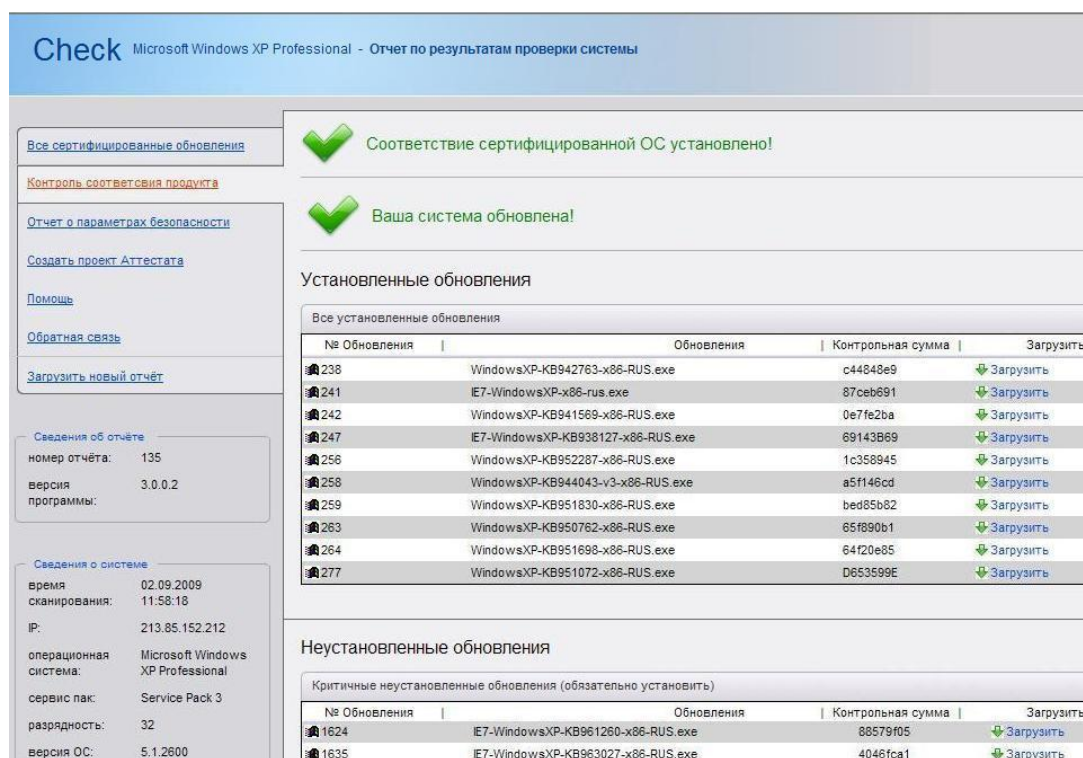 Check Microsoft Windows XP Professional - Отчет по результатам проверки системы
Все сертифицированные обновления
Контроль соответсвия продукта
Отчет о параметрах безопасности
Создать проект Аттестата
Помощь
Обратная связь
Загрузить новый отчёт
Сведения об отчёте
номер отчёта: 135
версия программы: 3.0.0.2
Сведения о системе
время сканирования: 02.09.2009 11:58:18
IP: 213.85.152.212
операционная система: Microsoft Windows XP Professional
сервис пак: Service Pack 3
разрядность: 32
версия ОС: 5.1.2600
Соответствие сертифицированной ОС установлено!
Ваша система обновлена!
Установленные обновления
Все установленные обновления
№ Обновления | Обновления | Контрольная сумма | Загрузить
238 WindowsXP-KB942763-x86-RUS.exe c44848e9 Загрузить
241 IE7-WindowsXP-x86-rus.exe 87ceb691 Загрузить
242 WindowsXP-KB941569-x86-RUS.exe 0e7fe2ba Загрузить
247 IE7-WindowsXP-KB938127-x86-RUS.exe 69143B69 Загрузить
256 WindowsXP-KB952287-x86-RUS.exe 1c358945 Загрузить
258 WindowsXP-KB944043-v3-x86-RUS.exe a5f146cd Загрузить
259 WindowsXP-KB951830-x86-RUS.exe bed85b82 Загрузить
263 WindowsXP-KB950762-x86-RUS.exe 65f890b1 Загрузить
264 WindowsXP-KB951698-x86-RUS.exe 64f20e85 Загрузить
277 WindowsXP-KB951072-x86-RUS.exe D653599E Загрузить
Неустановленные обновления
Критичные неустановленные обновления (обязательно установить)
№ Обновления | Обновления | Контрольная сумма | Загрузить
1624 IE7-WindowsXP-KB961260-x86-RUS.exe 88579f05 Загрузить
1635 IE7-WindowsXP-KB963027-x86-RUS.exe 4046fca1 Загрузить